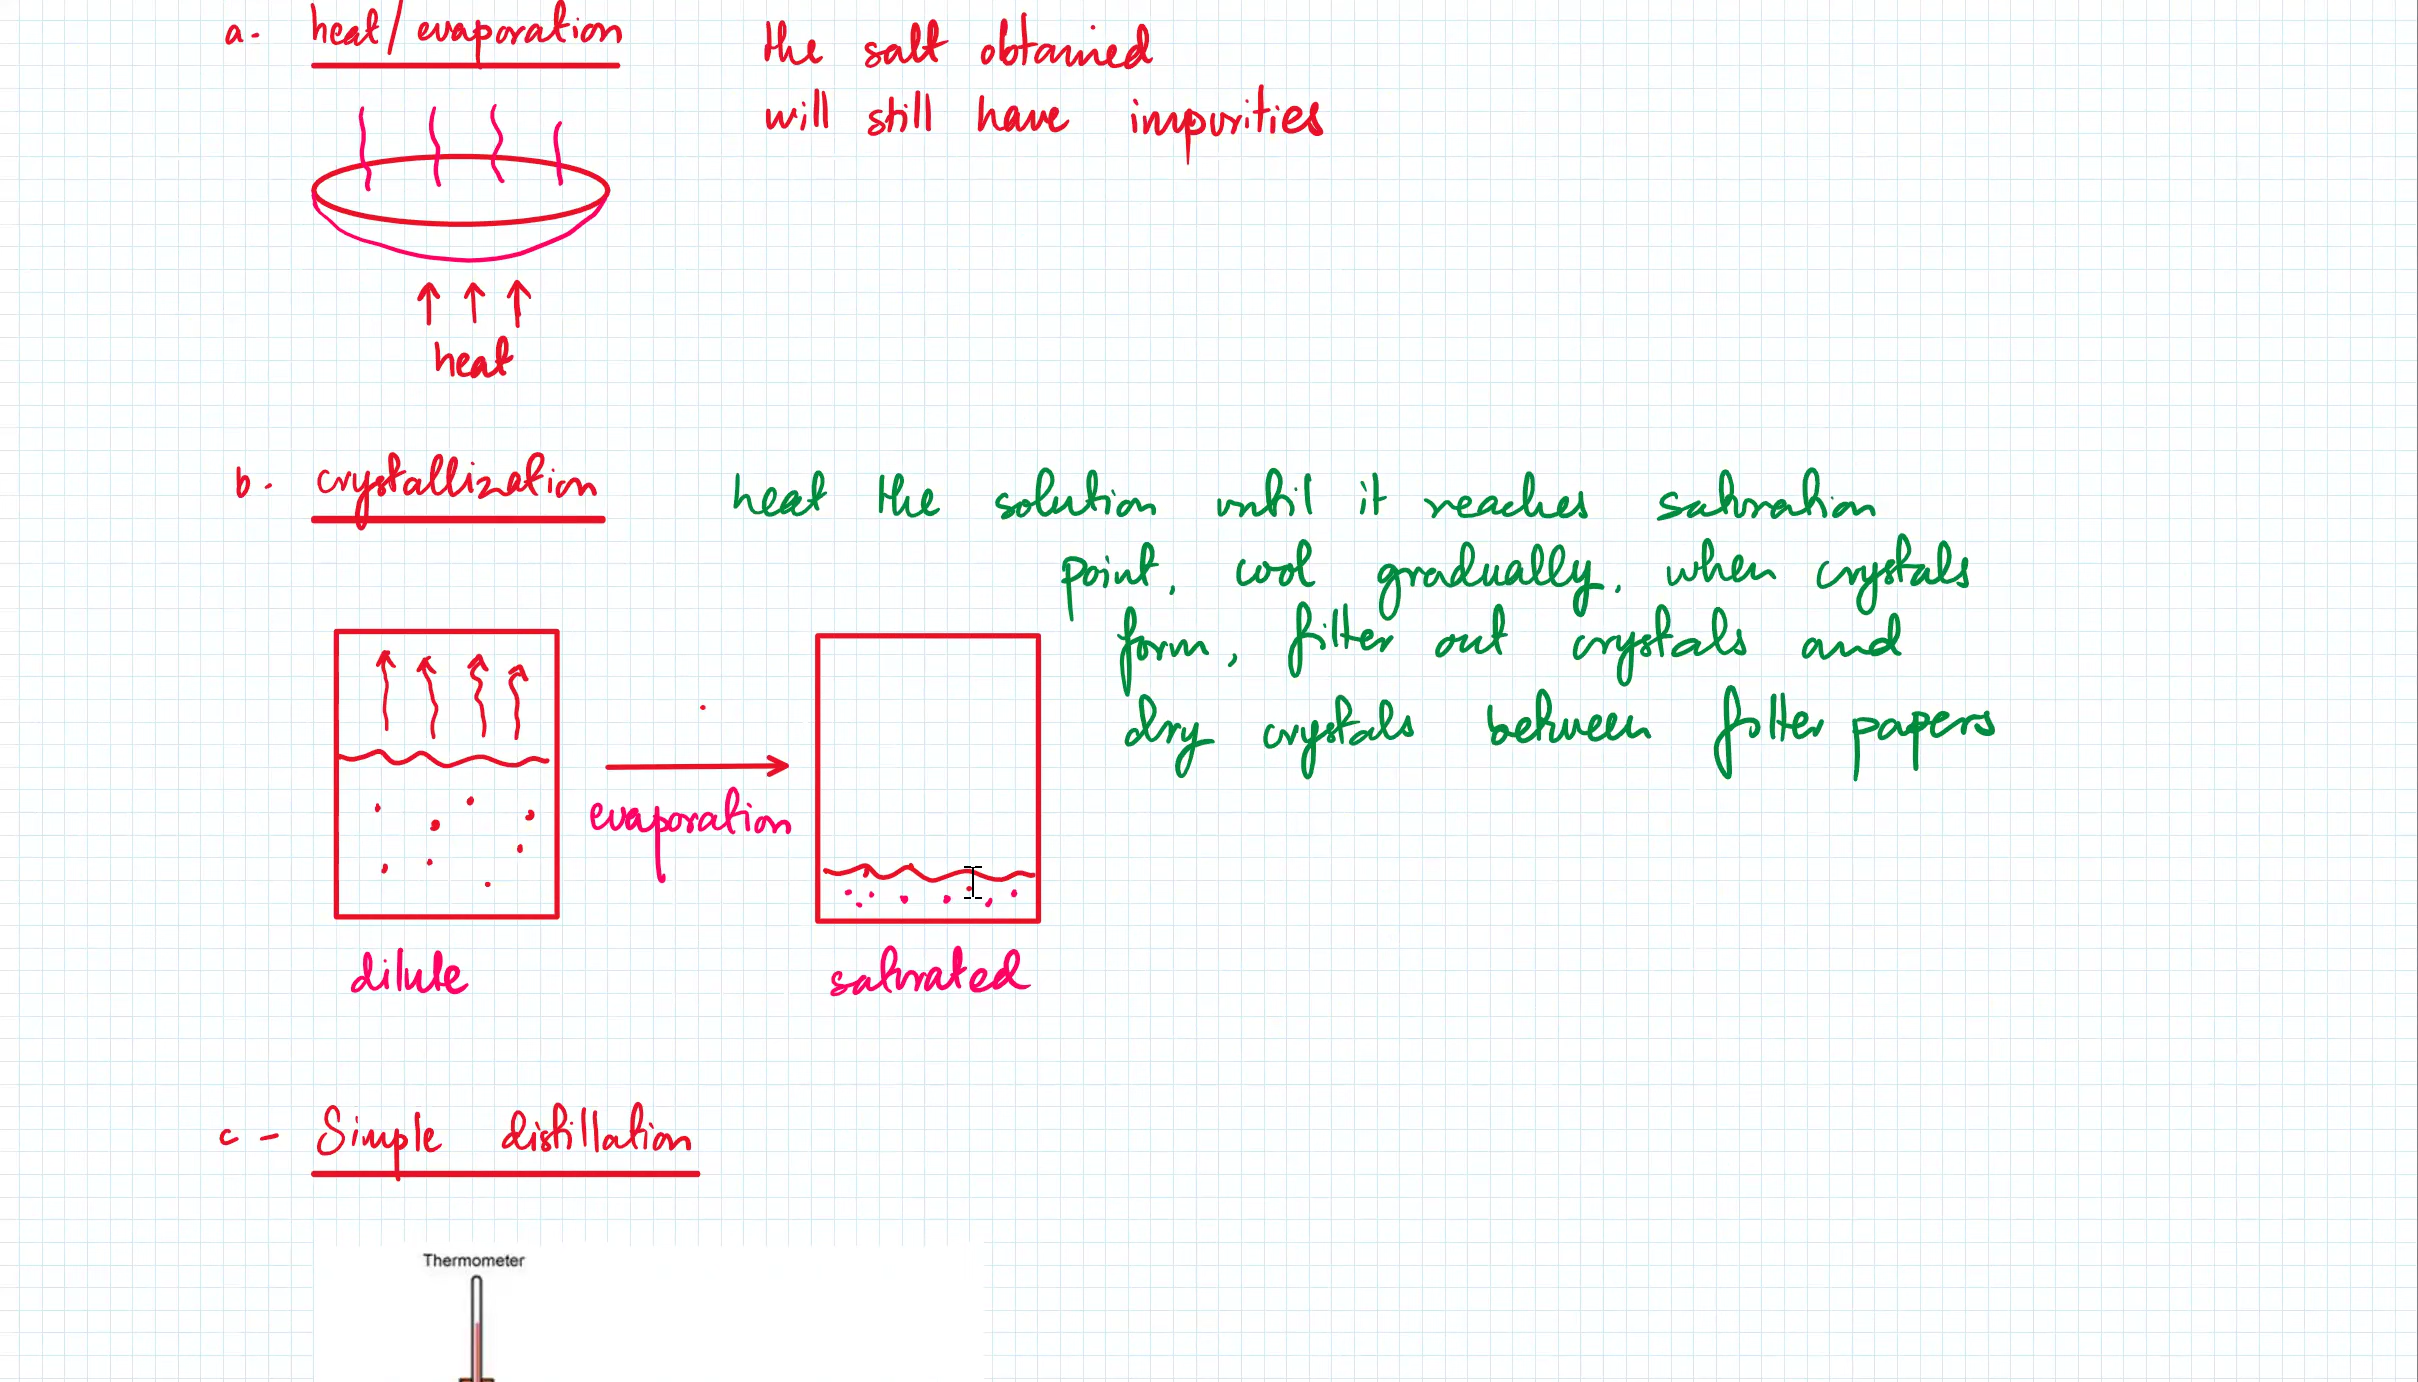 a. heat/evaporation
the salt obtained
will still have impurities
heat
b. crystallization
heat the solution until it reaches saturation
point, cool gradually, when crystals
form, filter out crystals and
dry crystals between filter papers
evaporation
dilute
saturated
c - Simple distillation
Thermometer